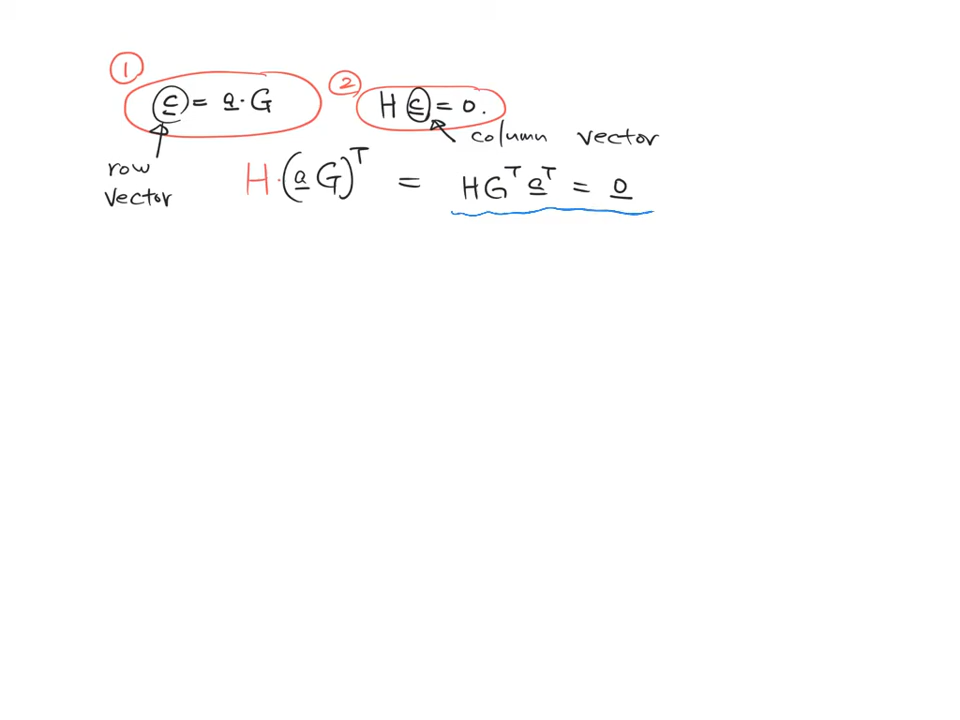 ① ②
c = a · G H c = 0.
row column vector
vector H · (a G)^T = H G^T a^T = 0